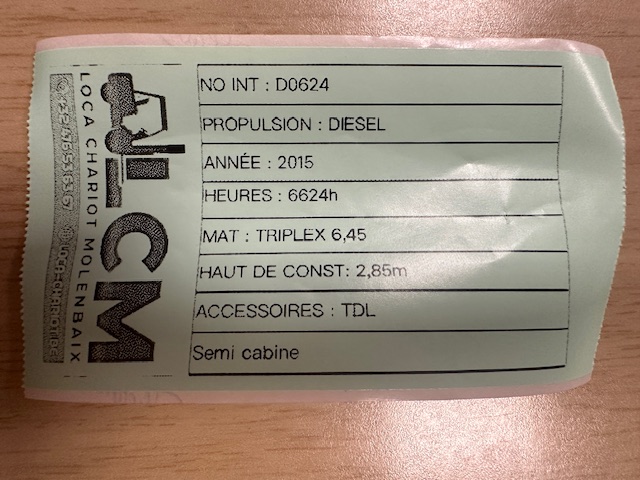 NO INT : D0624
PROPULSION : DIESEL
ANNÉE : 2015
HEURES : 6624h
MAT : TRIPLEX 6,45
HAUT DE CONST: 2,85m
ACCESSOIRES : TDL
Semi cabine
LCM
LOCA CHARIOT MOLENBAIX